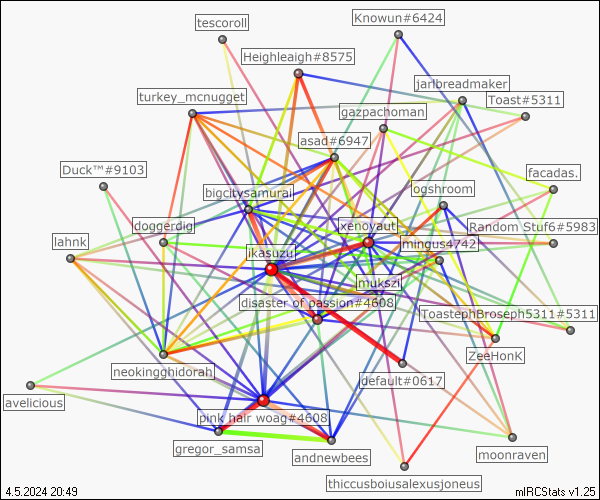 tescoroll
Knowun#6424
Heighleaigh#8575
jarlbreadmaker
turkey_mcnugget
Toast#5311
gazpachoman
asad#6947
Duck™#9103
facadas.
bigcitysamurai
ogshroom
doggerdig
xenoyaut
Random Stuf6#5983
lahnk
mingus4742
ikasuzu
mukszi
disaster of passion#4608
ToastephBroseph5311#5311
ZeeHonK
neokingghidorah
default#0617
avelicious
pink hair woag#4608
gregor_samsa
moonraven
andnewbees
thiccusboiusalexusjoneus
4.5.2024 20:49
mIRCStats v1.25